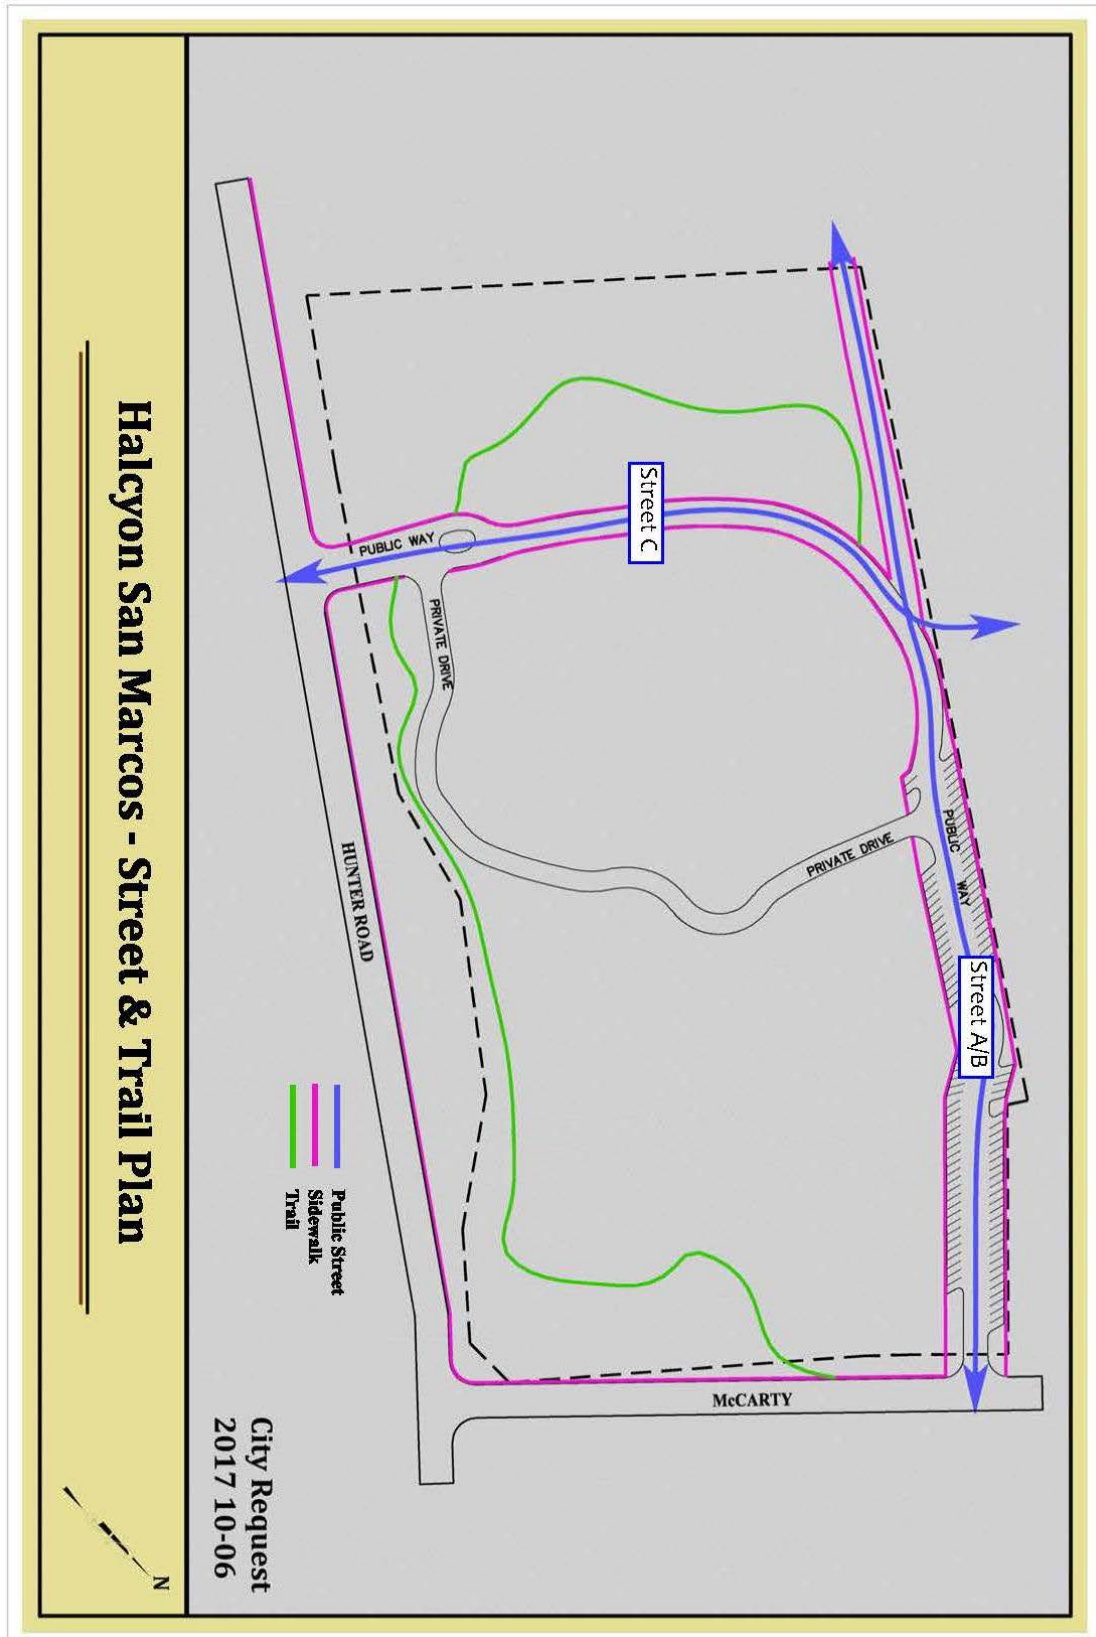 Street C
PUBLIC WAY
PRIVATE DRIVE
PRIVATE DRIVE
PUBLIC WAY
Street A/B
HUNTER ROAD
McCARTY
Public Street
Sidewalk
Trail
City Request
2017 10-06
Halcyon San Marcos - Street & Trail Plan
N